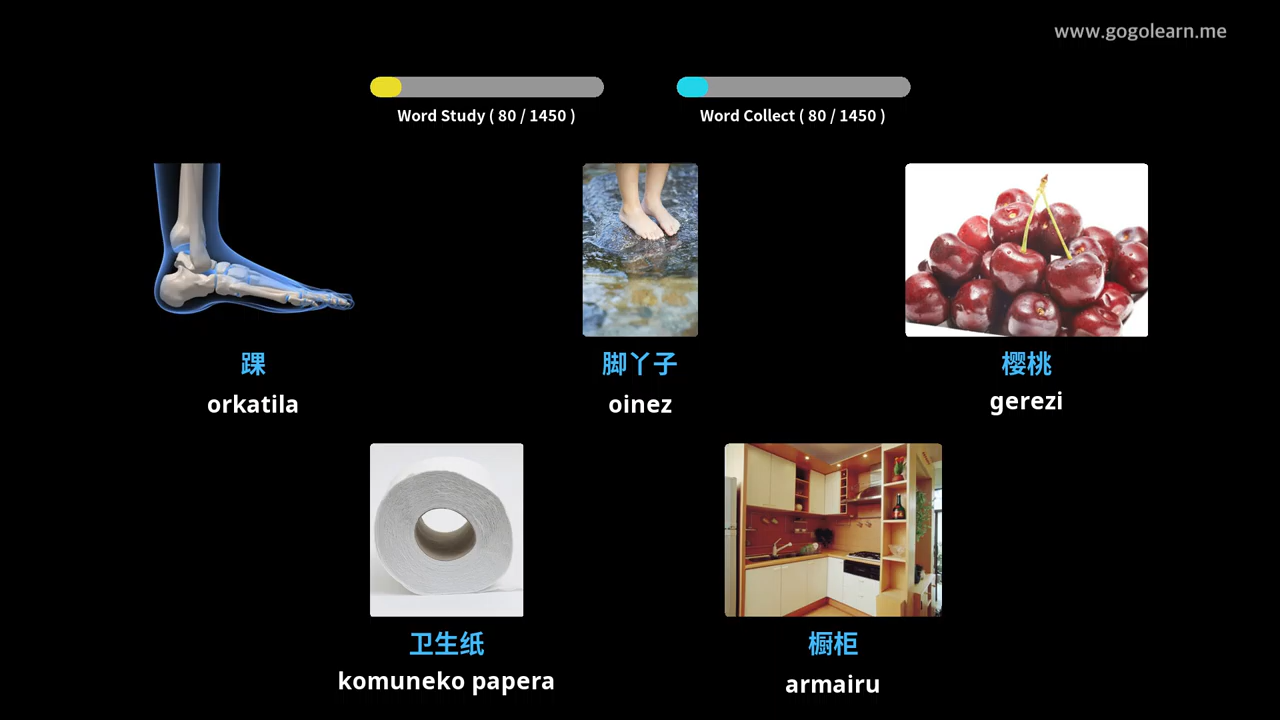 www.gogolearn.me
Word Study ( 80 / 1450 )
Word Collect ( 80 / 1450 )
踝
脚丫子
樱桃
orkatila
oinez
gerezi
卫生纸
橱柜
komuneko papera
armairu